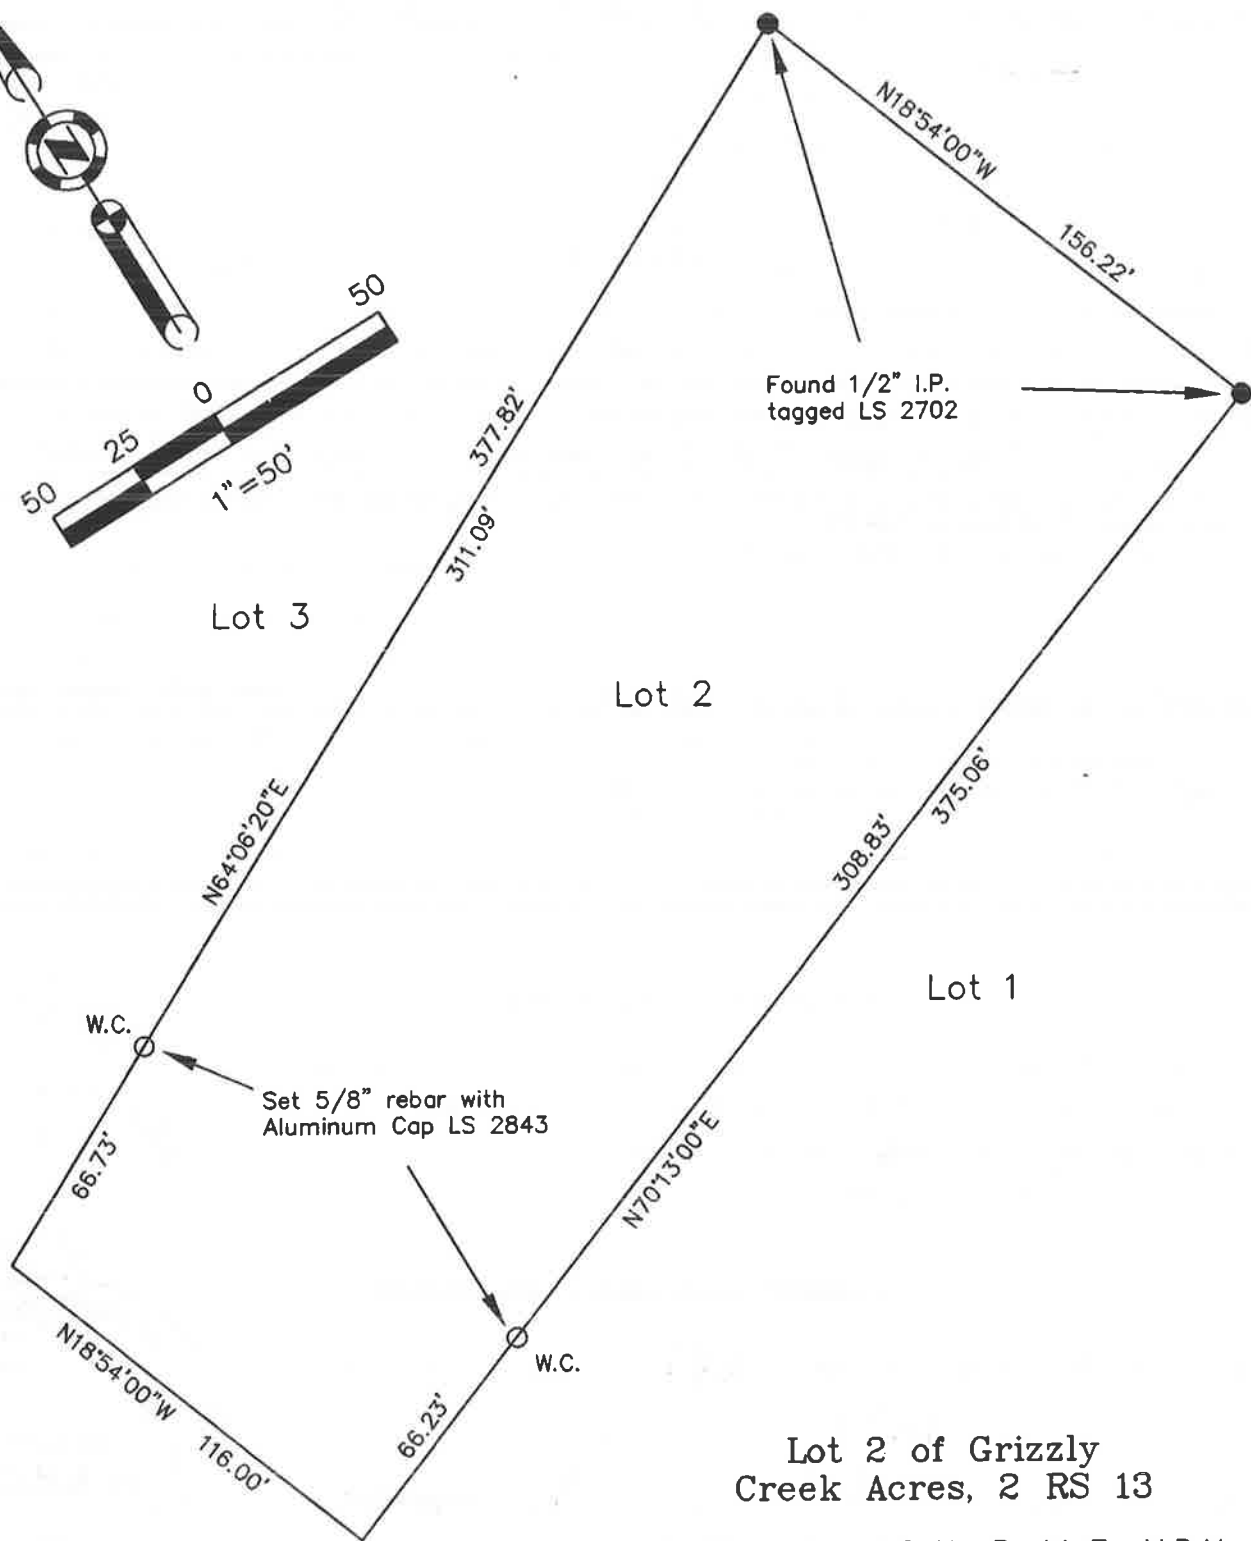 N
50
0
25
50
1"=50'
N18°54'00"W
156.22'
Found 1/2" I.P.
tagged LS 2702
377.82'
311.09'
Lot 3
Lot 2
375.06'
308.83'
N64°06'20"E
Lot 1
W.C.
Set 5/8" rebar with
Aluminum Cap LS 2843
66.73'
N70°13'00"E
W.C.
N18°54'00"W
116.00'
66.23'
Lot 2 of Grizzly
Creek Acres, 2 RS 13